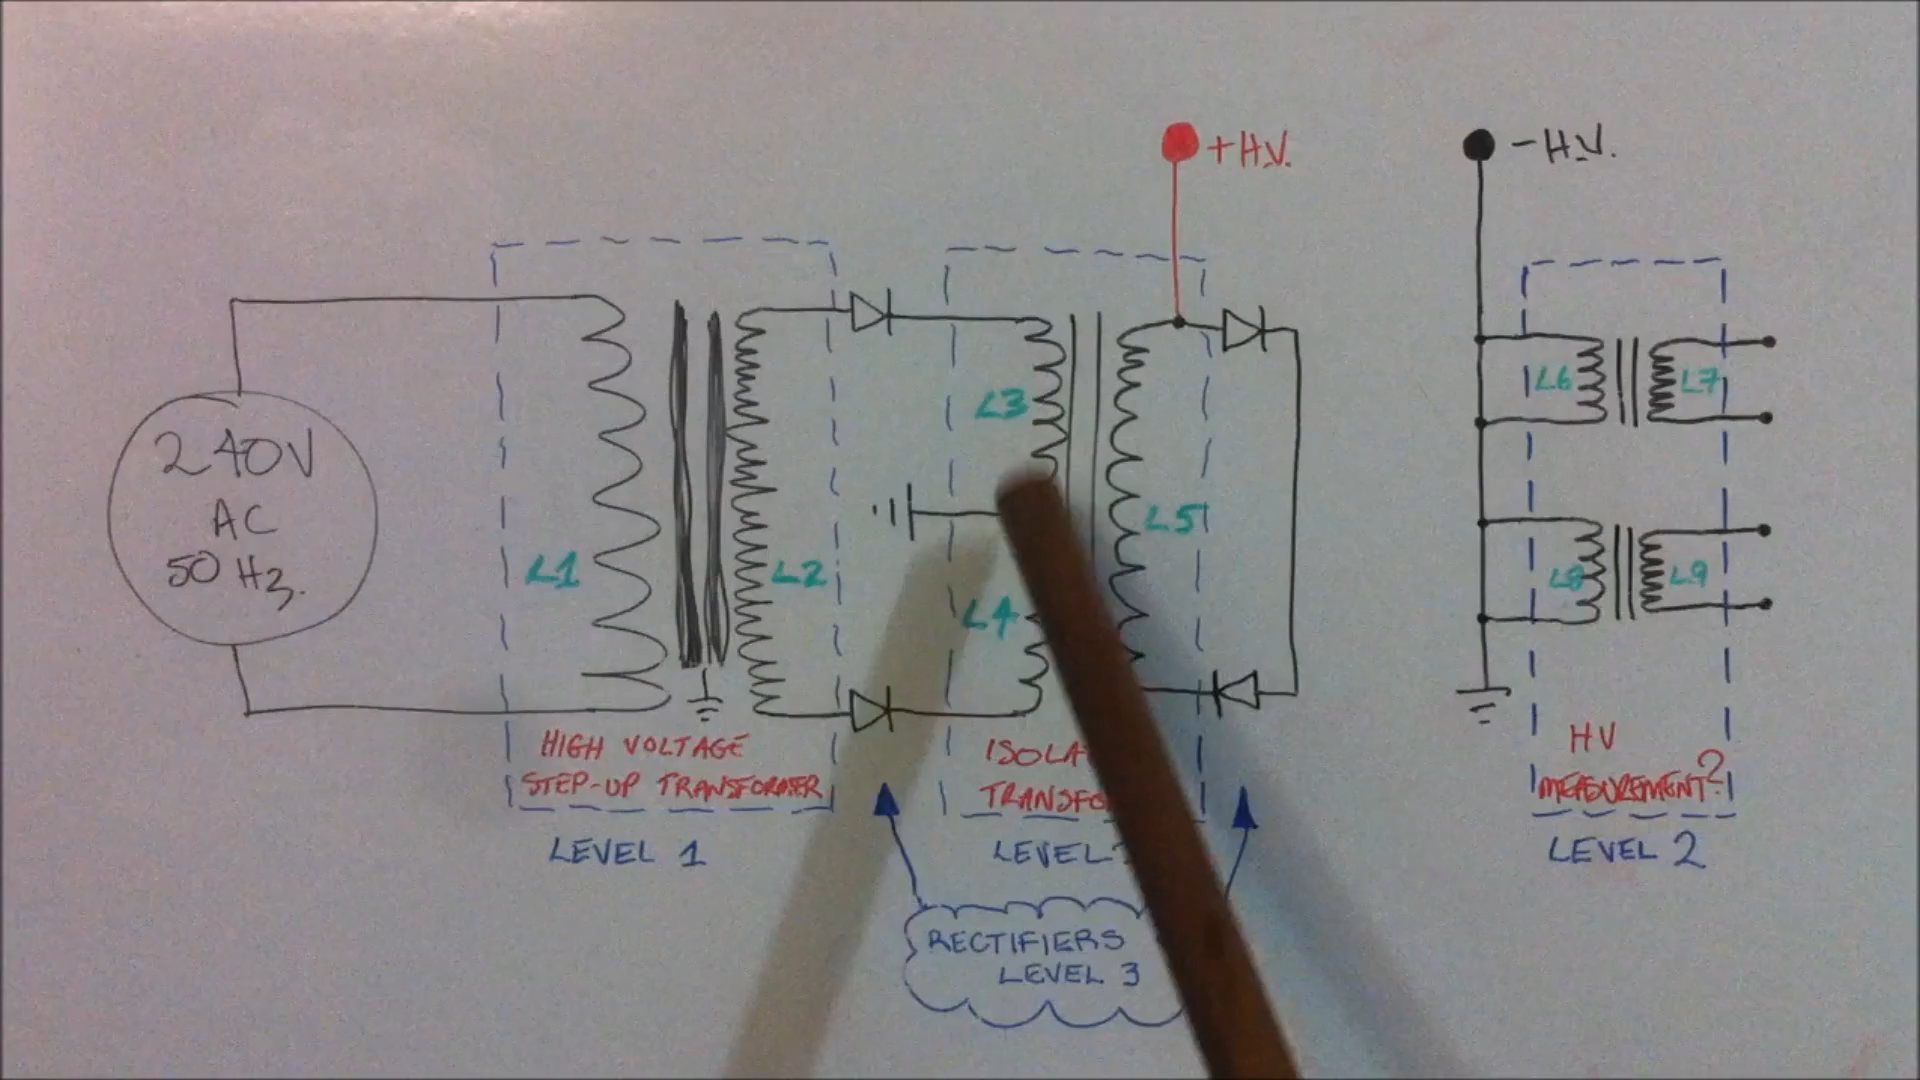 240V
AC
50 Hz.
L1
L2
HIGH VOLTAGE
STEP-UP TRANSFORMER
LEVEL 1
L3
L4
L5
+H.V.
RECTIFIERS
LEVEL 3
-H.V.
L6
L7
L8
L9
HV
MEASUREMENT?
LEVEL 2